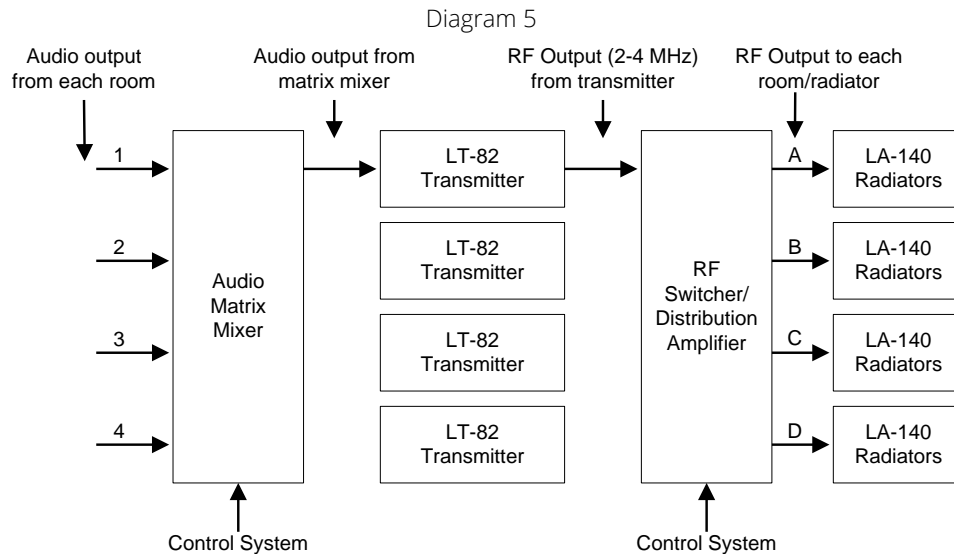 Diagram 5
Audio output
from each room
Audio output from
matrix mixer
RF Output (2-4 MHz)
from transmitter
RF Output to each
room/radiator
1
2
3
4
Audio
Matrix
Mixer
LT-82
Transmitter
LT-82
Transmitter
LT-82
Transmitter
LT-82
Transmitter
RF
Switcher/
Distribution
Amplifier
A
B
C
D
LA-140
Radiators
LA-140
Radiators
LA-140
Radiators
LA-140
Radiators
Control System
Control System